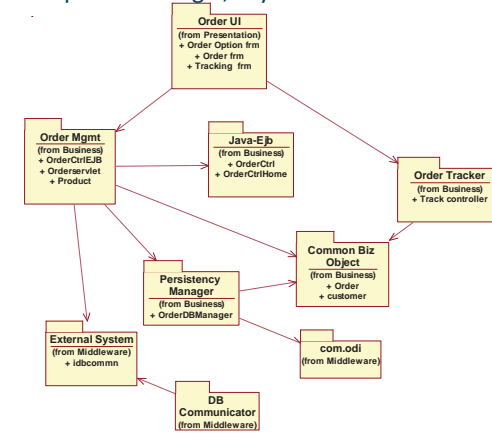 Order UI
(from Presentation)
+ Order Option frm
+ Order frm
+ Tracking frm
Order Mgmt
(from Business)
+ OrderCtrlEJB
+ Orderservlet
+ Product
Java-Ejb
(from Business)
+ OrderCtrl
+ OrderCtrlHome
Order Tracker
(from Business)
+ Track controller
Common Biz
Object
(from Business)
+ Order
+ customer
Persistency
Manager
(from Business)
+ OrderDBManager
External System
(from Middleware)
+ idbcommn
com.odi
(from Middleware)
DB
Communicator
(from Middleware)